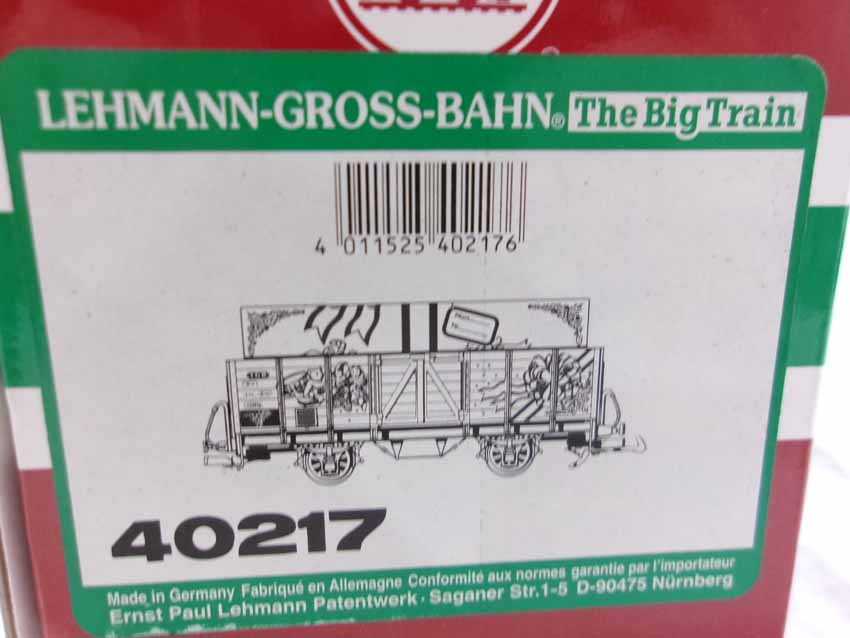 LEHMANN-GROSS-BAHN® The Big Train
4 011525 402176
40217
Made in Germany Fabriqué en Allemagne Conformité aux normes garantie par l'importateur
Ernst Paul Lehmann Patentwerk · Saganer Str.1-5 D-90475 Nürnberg